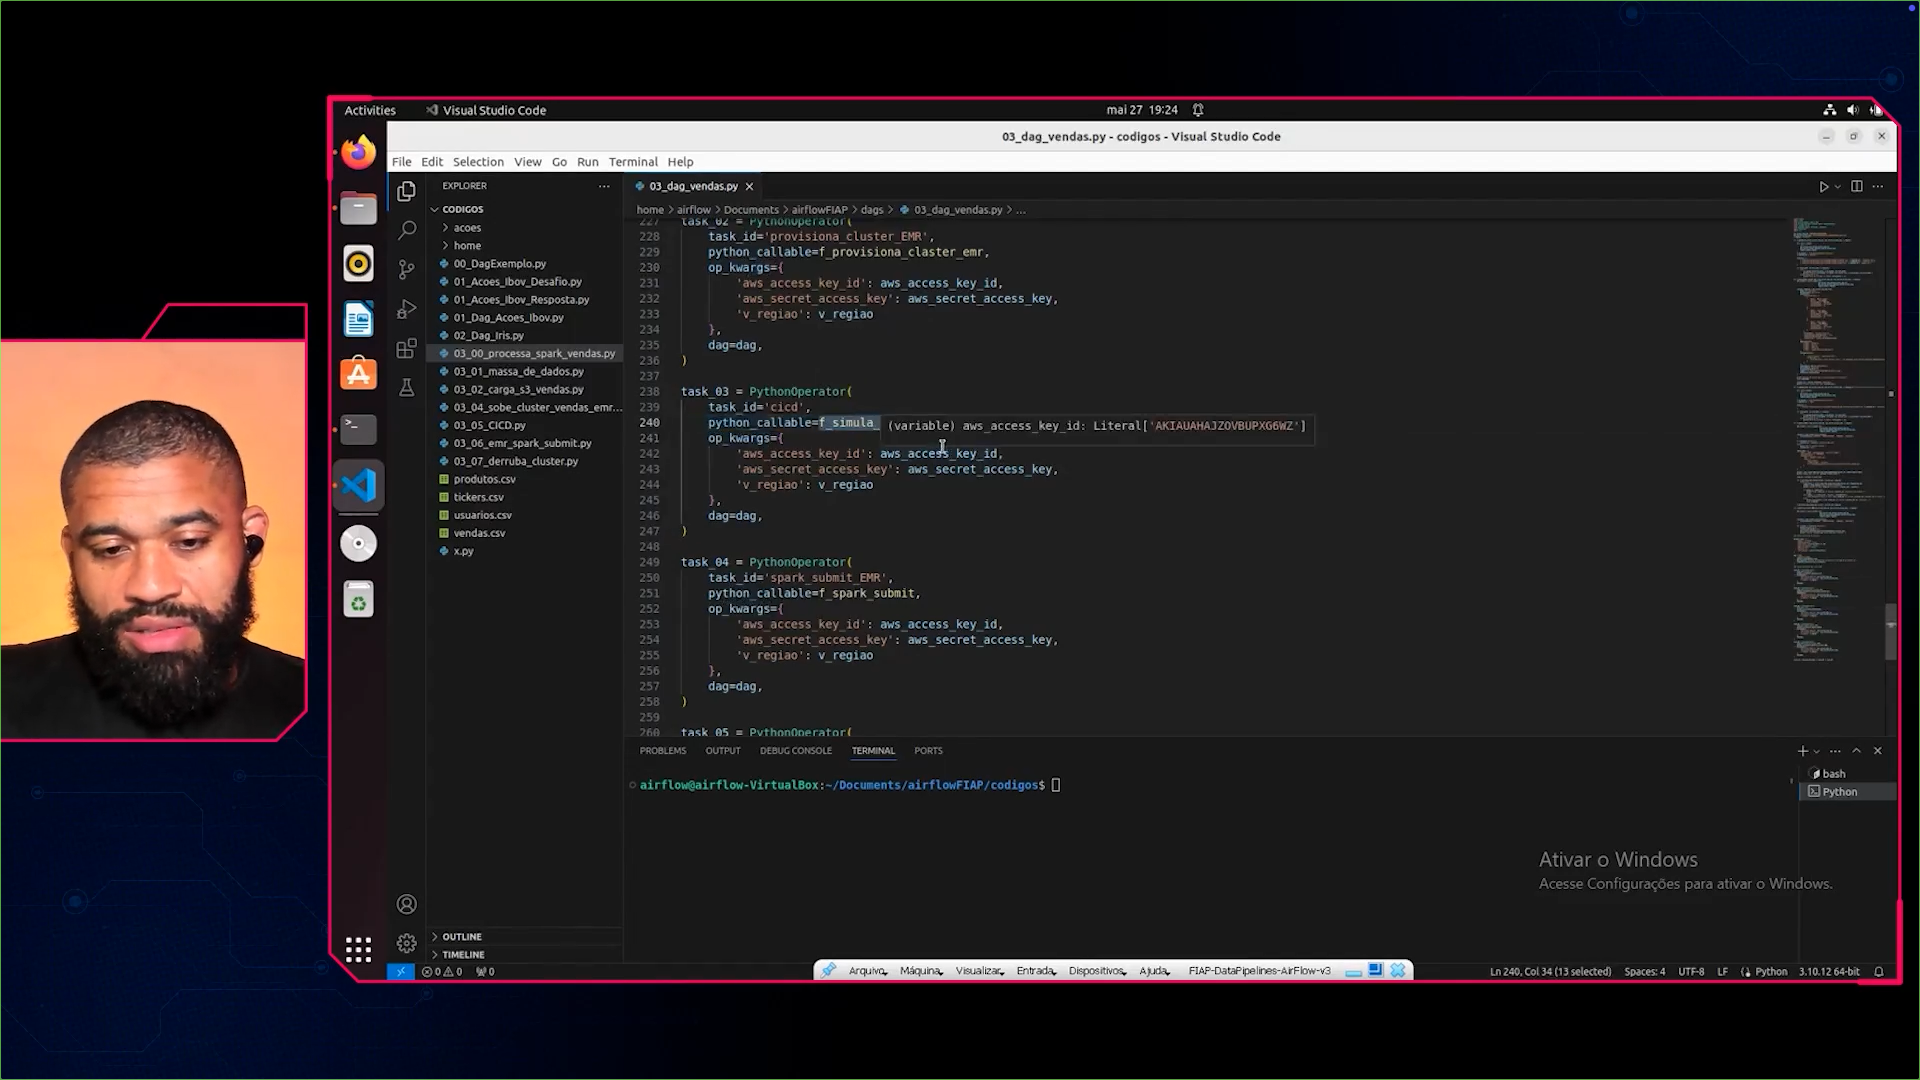 Activities
Visual Studio Code
mai 27 19:24
03_dag_vendas.py - codigos - Visual Studio Code
File Edit Selection View Go Run Terminal Help
EXPLORER
CODIGOS
acoes
home
00_DagExemplo.py
01_Acoes_Ibov_Desafio.py
01_Acoes_Ibov_Resposta.py
01_Dag_Acoes_Ibov.py
02_Dag_Iris.py
03_00_processa_spark_vendas.py
03_01_massa_de_dados.py
03_02_carga_s3_vendas.py
03_04_sobe_cluster_vendas_emr...
03_05_CICD.py
03_06_emr_spark_submit.py
03_07_derruba_cluster.py
produtos.csv
tickers.csv
usuarios.csv
vendas.csv
x.py
OUTLINE
TIMELINE
03_dag_vendas.py
home > airflow > Documents > airflowFIAP > dags > 03_dag_vendas.py > ...
227 task_02 = PythonOperator(
228 task_id='provisiona_cluster_EMR',
229 python_callable=f_provisiona_claster_emr,
230 op_kwargs={
231 'aws_access_key_id': aws_access_key_id,
232 'aws_secret_access_key': aws_secret_access_key,
233 'v_regiao': v_regiao
234 },
235 dag=dag,
236 )
237
238 task_03 = PythonOperator(
239 task_id='cicd',
240 python_callable=f_simula_
(variable) aws_access_key_id: Literal['AKIAUAHAJZOVBUPXG6WZ']
241 op_kwargs={
242 'aws_access_key_id': aws_access_key_id,
243 'aws_secret_access_key': aws_secret_access_key,
244 'v_regiao': v_regiao
245 },
246 dag=dag,
247 )
248
249 task_04 = PythonOperator(
250 task_id='spark_submit_EMR',
251 python_callable=f_spark_submit,
252 op_kwargs={
253 'aws_access_key_id': aws_access_key_id,
254 'aws_secret_access_key': aws_secret_access_key,
255 'v_regiao': v_regiao
256 },
257 dag=dag,
258 )
259
260 task_05 = PythonOperator(
PROBLEMS OUTPUT DEBUG CONSOLE TERMINAL PORTS
airflow@airflow-VirtualBox:~/Documents/airflowFIAP/codigos$
bash
Python
Ativar o Windows
Acesse Configurações para ativar o Windows.
0 0 0
Arquivo Máquina Visualizar Entrada Dispositivos Ajuda FIAP-DataPipelines-AirFlow-v3
Ln 240, Col 34 (13 selected) Spaces: 4 UTF-8 LF Python 3.10.12 64-bit